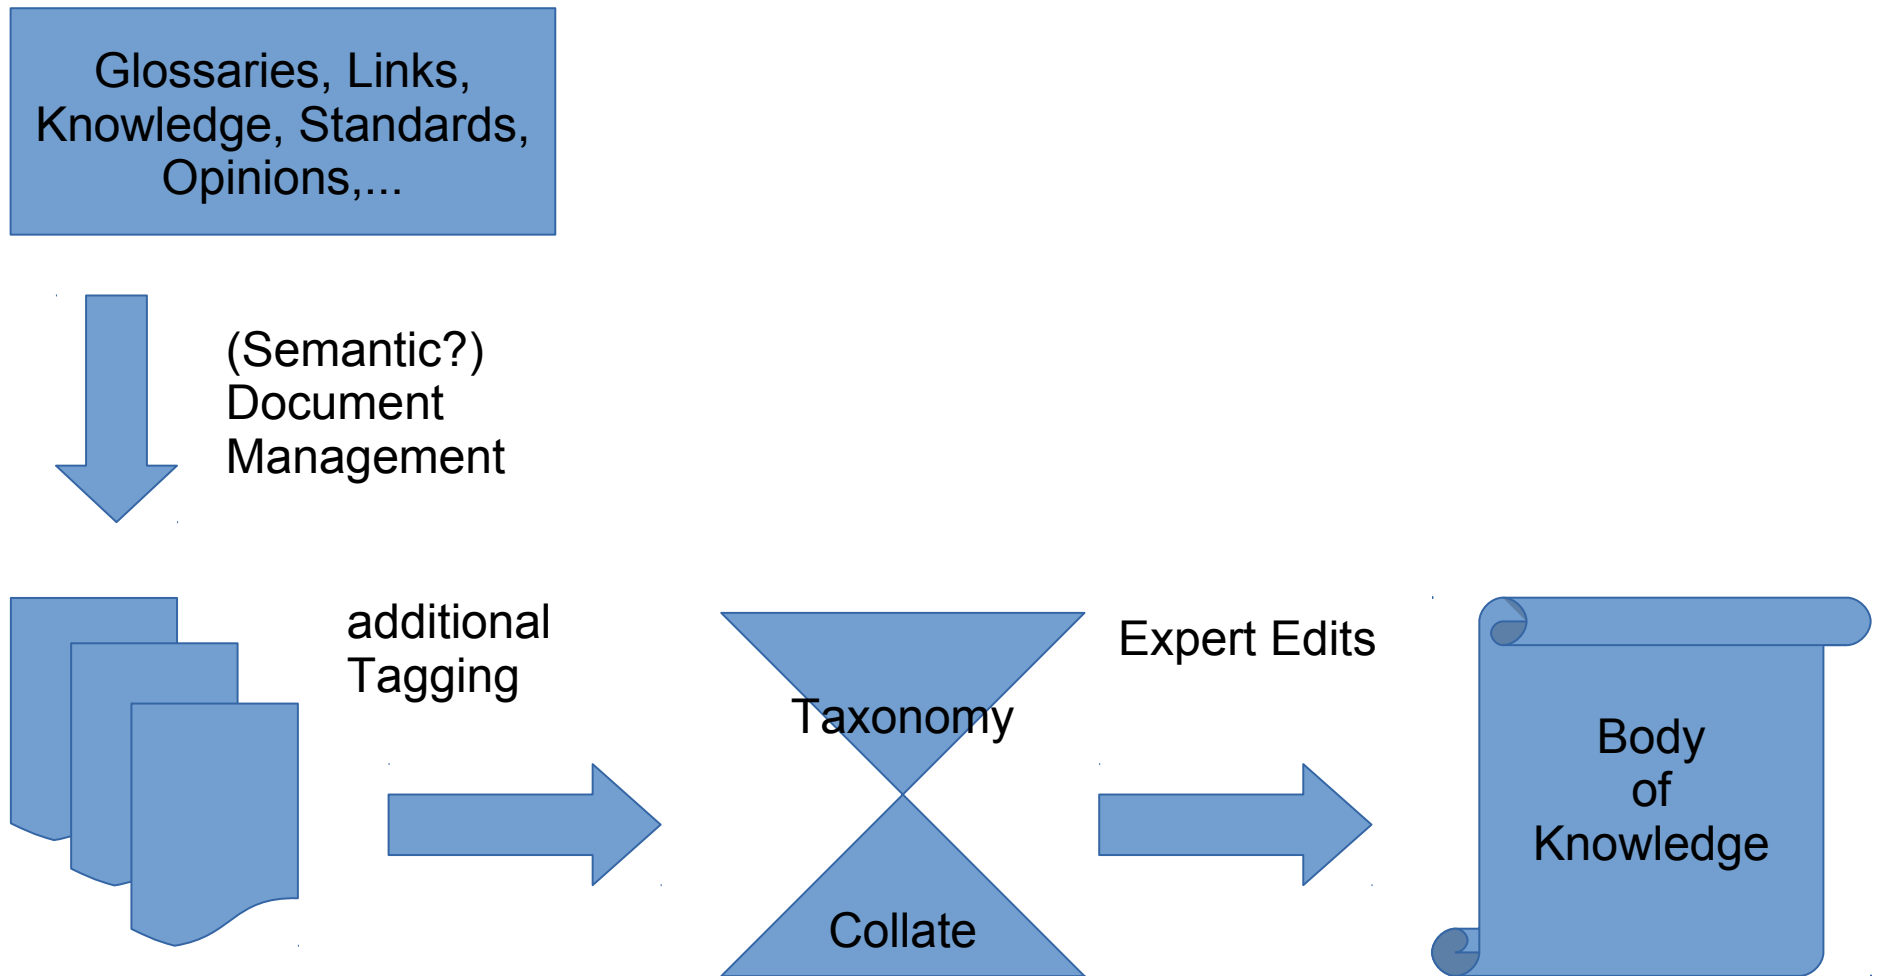 Glossaries, Links,
Knowledge, Standards,
Opinions,...
(Semantic?)
Document
Management
additional
Tagging
Taxonomy
Collate
Expert Edits
Body
of
Knowledge